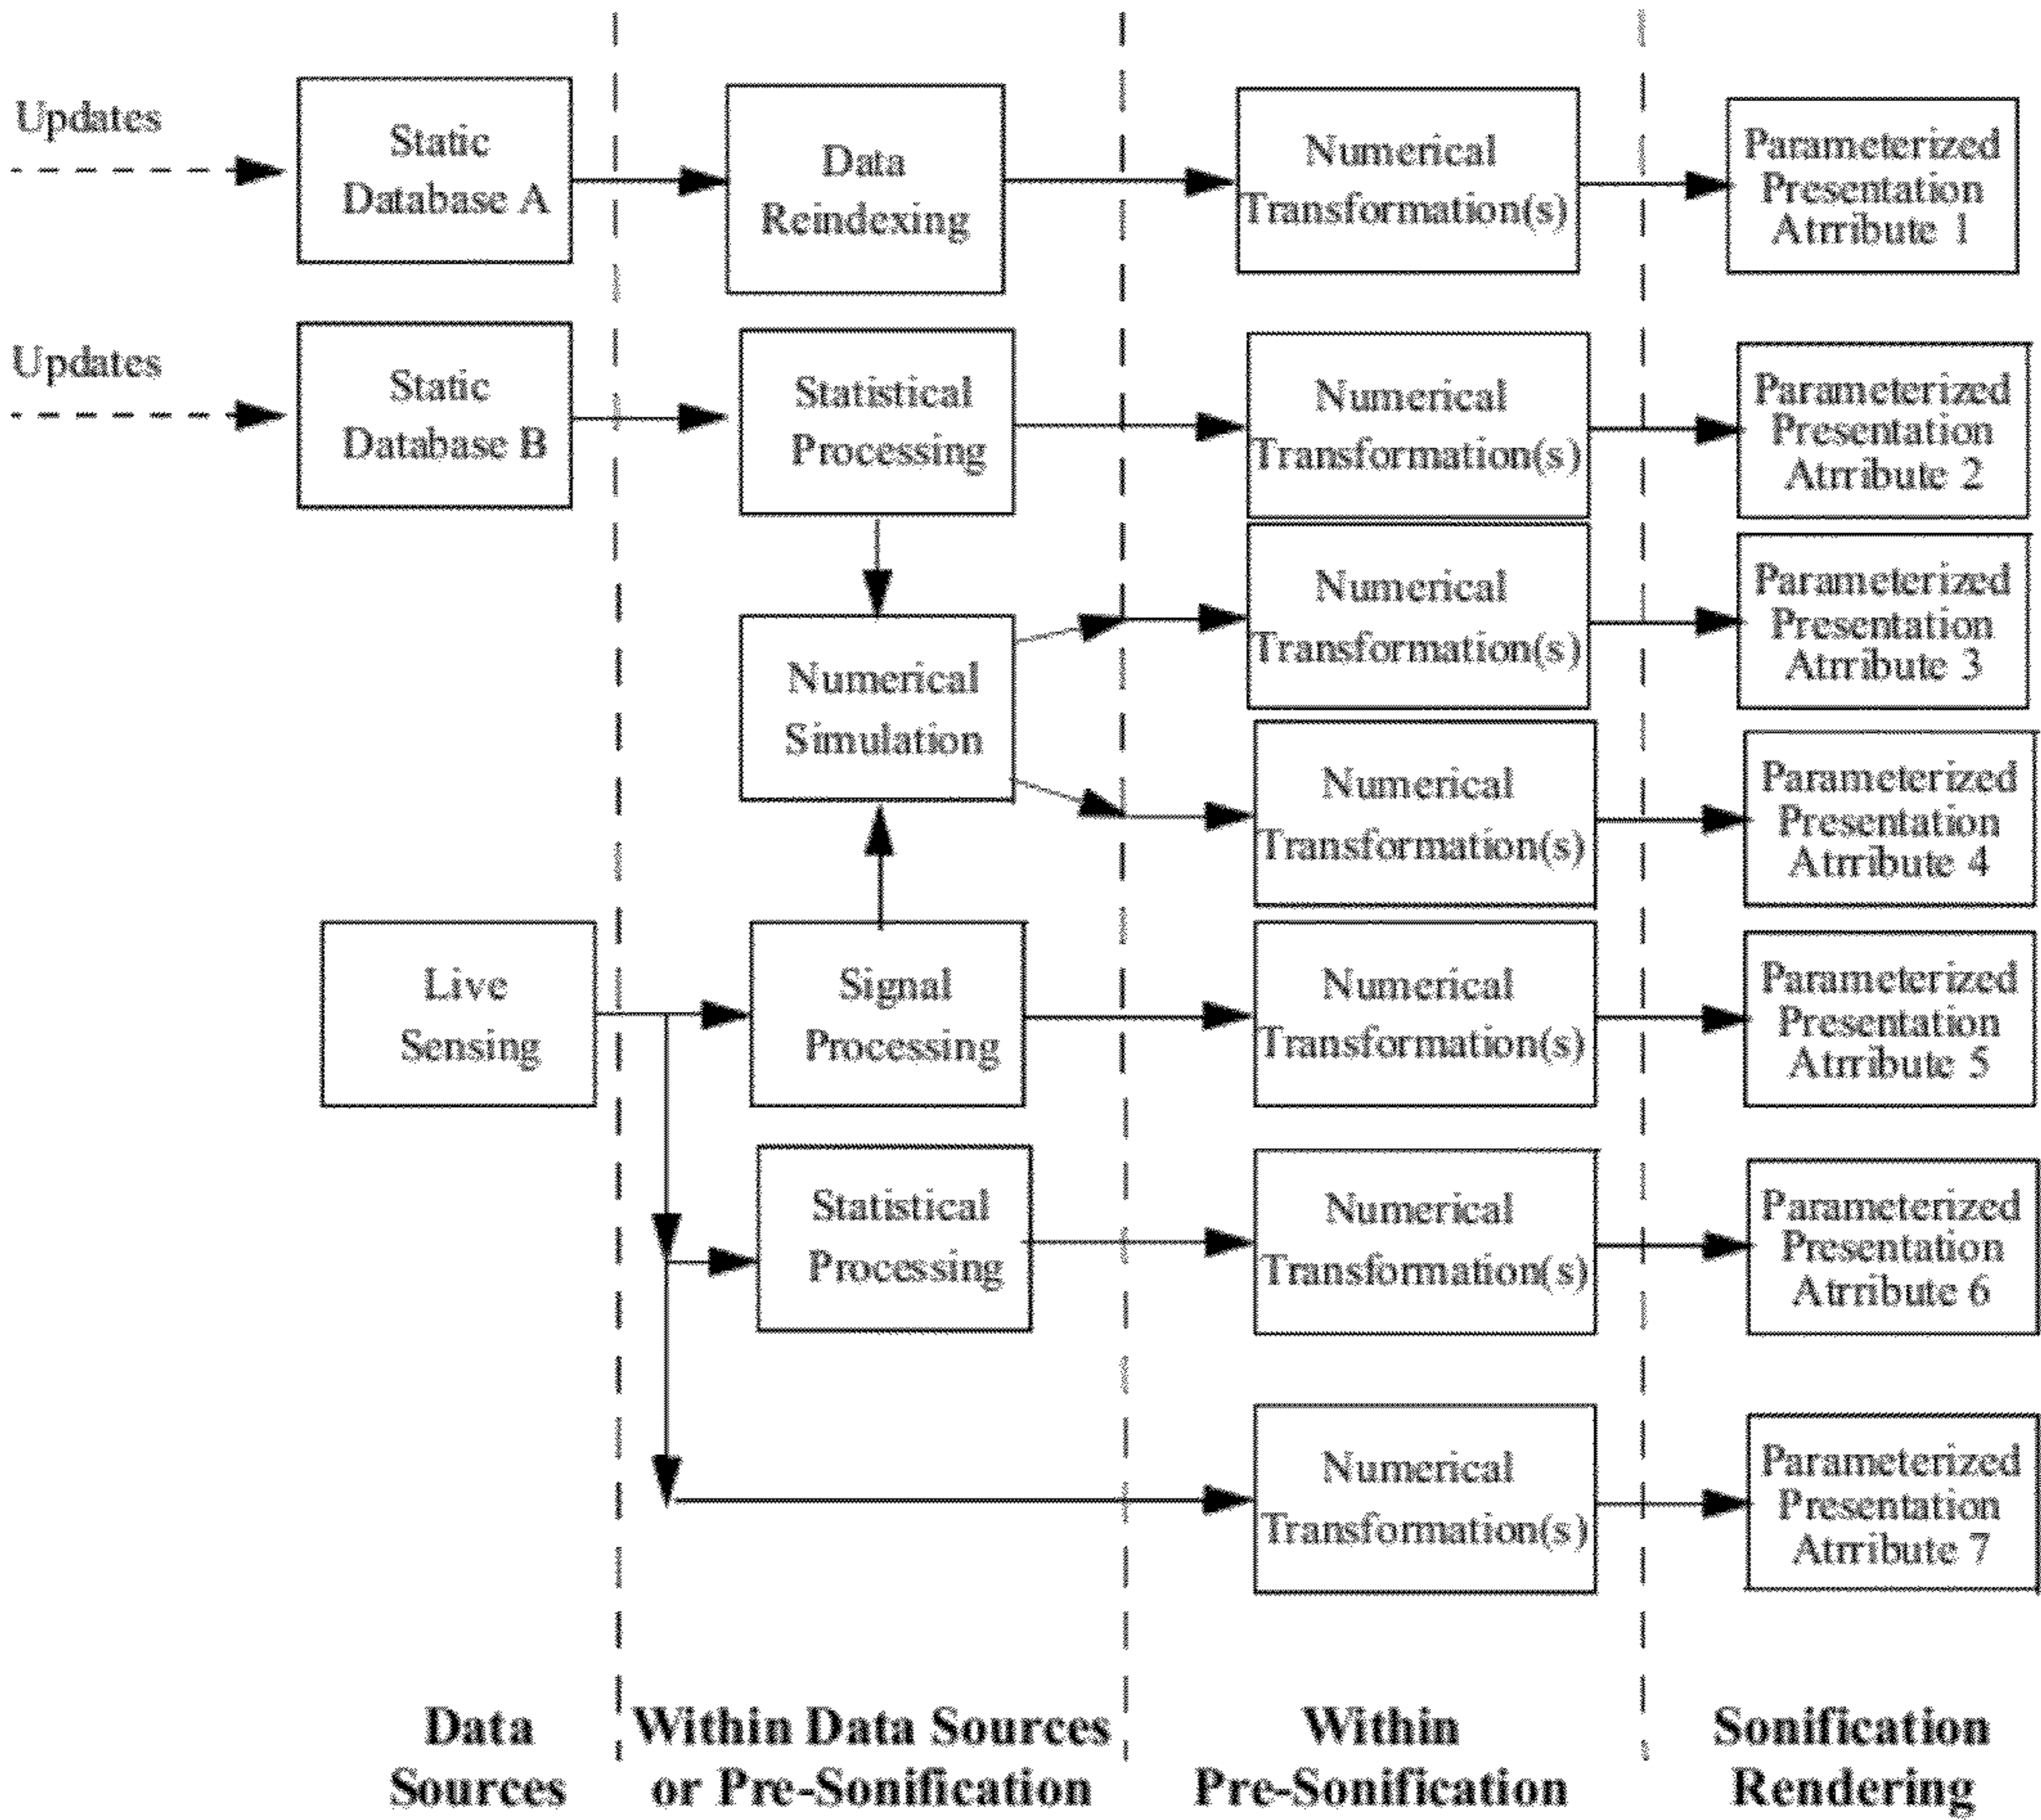 Updates
Static
Database A
Data
Reindexing
Numerical
Transformation(s)
Parameterized
Presentation
Atrribute 1
Updates
Static
Database B
Statistical
Processing
Numerical
Transformation(s)
Parameterized
Presentation
Atrribute 2
Numerical
Simulation
Numerical
Transformation(s)
Parameterized
Presentation
Atrribute 3
Numerical
Transformation(s)
Parameterized
Presentation
Atrribute 4
Live
Sensing
Signal
Processing
Numerical
Transformation(s)
Parameterized
Presentation
Atrribute 5
Statistical
Processing
Numerical
Transformation(s)
Parameterized
Presentation
Atrribute 6
Numerical
Transformation(s)
Parameterized
Presentation
Atrribute 7
Data
Sources
Within Data Sources
or Pre-Sonification
Within
Pre-Sonification
Sonification
Rendering